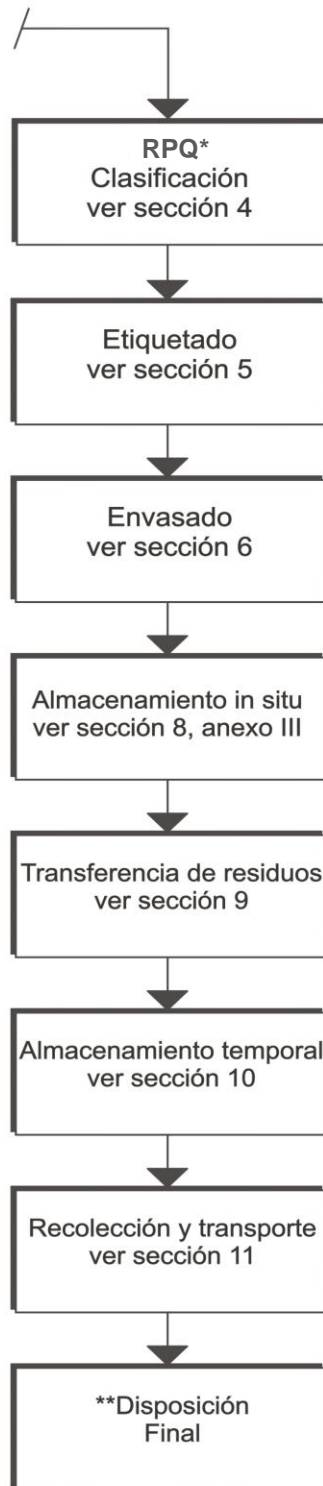 RPQ*
Clasificación
ver sección 4
Etiquetado
ver sección 5
Envasado
ver sección 6
Almacenamiento in situ
ver sección 8, anexo III
Transferencia de residuos
ver sección 9
Almacenamiento temporal
ver sección 10
Recolección y transporte
ver sección 11
**Disposición
Final